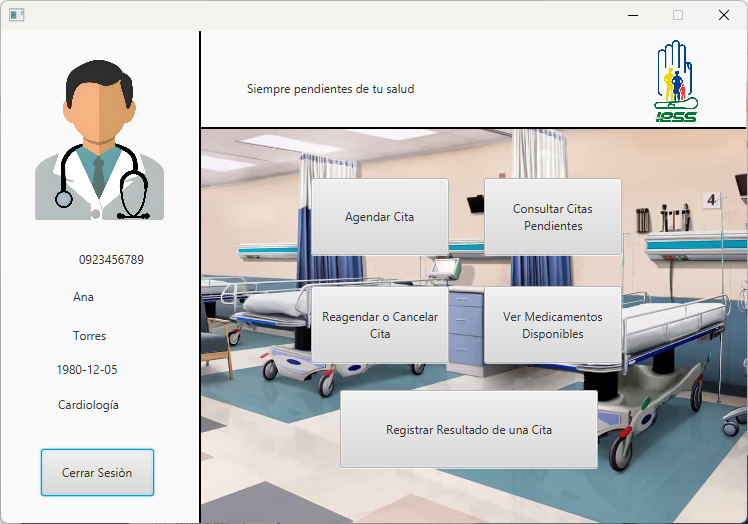 Siempre pendientes de tu salud
IESS
0923456789
Ana
Torres
1980-12-05
Cardiología
Cerrar Sesiòn
Agendar Cita
Consultar Citas
Pendientes
4
Reagendar o Cancelar
Cita
Ver Medicamentos
Disponibles
Registrar Resultado de una Cita